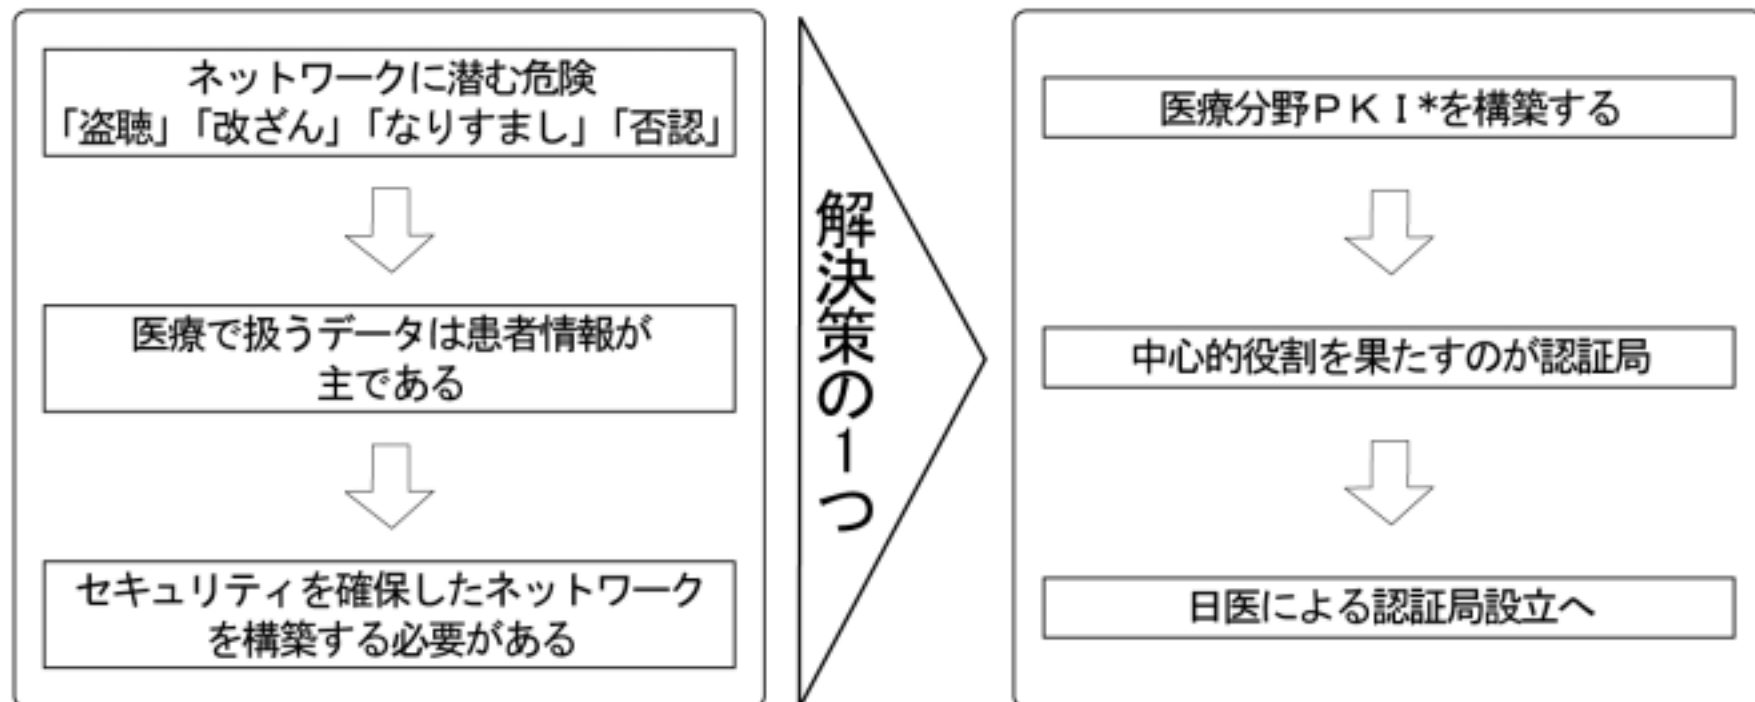 ネットワークに潜む危険
「盗聴」「改ざん」「なりすまし」「否認」
医療で扱うデータは患者情報が
主である
セキュリティを確保したネットワーク
を構築する必要がある
解決策の1つ
医療分野ＰＫＩ*を構築する
中心的役割を果たすのが認証局
日医による認証局設立へ